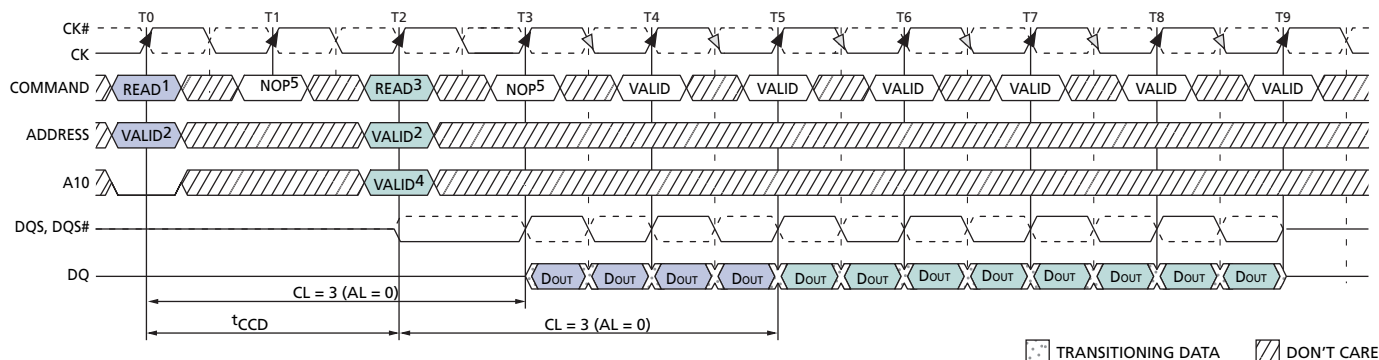 T0 T1 T2 T3 T4 T5 T6 T7 T8 T9
CK#
CK
COMMAND READ1 NOP5 READ3 NOP5 VALID VALID VALID VALID VALID VALID
ADDRESS VALID2 VALID2
A10 VALID4
DQS, DQS#
DQ DOUT DOUT DOUT DOUT DOUT DOUT DOUT DOUT DOUT DOUT DOUT DOUT
CL = 3 (AL = 0)
tCCD CL = 3 (AL = 0)
TRANSITIONING DATA DON'T CARE